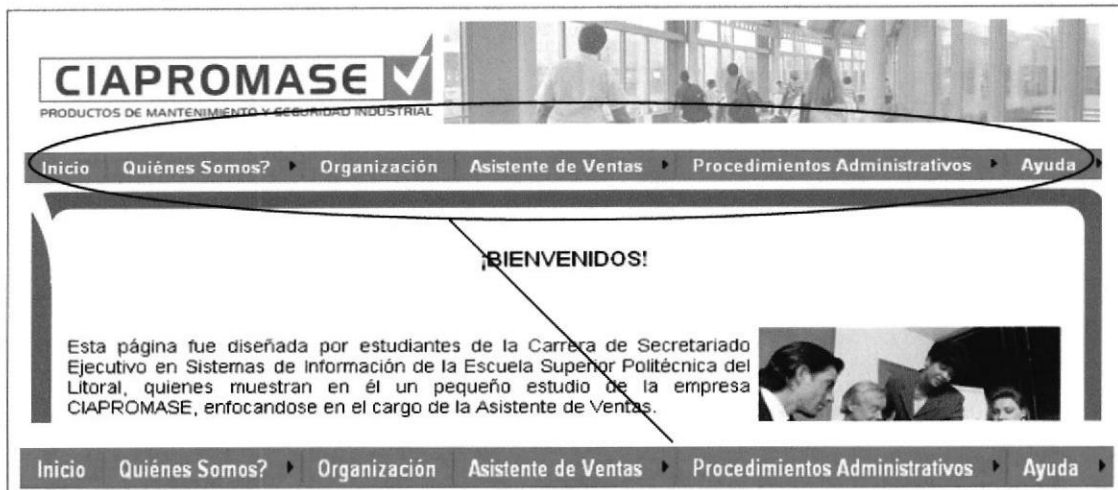 CIAPROMASE
PRODUCTOS DE MANTENIMIENTO Y SEGURIDAD INDUSTRIAL
Inicio Quiénes Somos? Organización Asistente de Ventas Procedimientos Administrativos Ayuda
¡BIENVENIDOS!
Esta página fue diseñada por estudiantes de la Carrera de Secretariado
Ejecutivo en Sistemas de Información de la Escuela Superior Politécnica del
Litoral, quienes muestran en él un pequeño estudio de la empresa
CIAPROMASE, enfocandose en el cargo de la Asistente de Ventas.
Inicio Quiénes Somos? Organización Asistente de Ventas Procedimientos Administrativos Ayuda